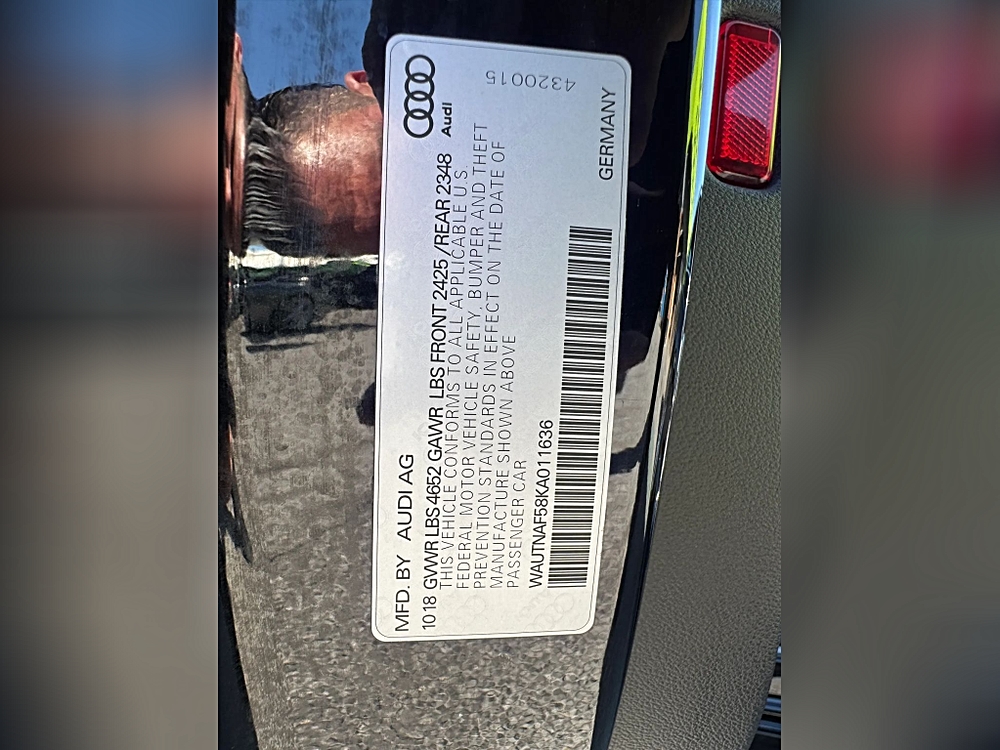 Audi
MFD. BY AUDI AG
1018 GVWR LBS 4652 GAWR LBS FRONT 2425 /REAR 2348
THIS VEHICLE CONFORMS TO ALL APPLICABLE U.S.
FEDERAL MOTOR VEHICLE SAFETY, BUMPER AND THEFT
PREVENTION STANDARDS IN EFFECT ON THE DATE OF
MANUFACTURE SHOWN ABOVE
PASSENGER CAR
WAUTNAF58KA011636
GERMANY
4320015